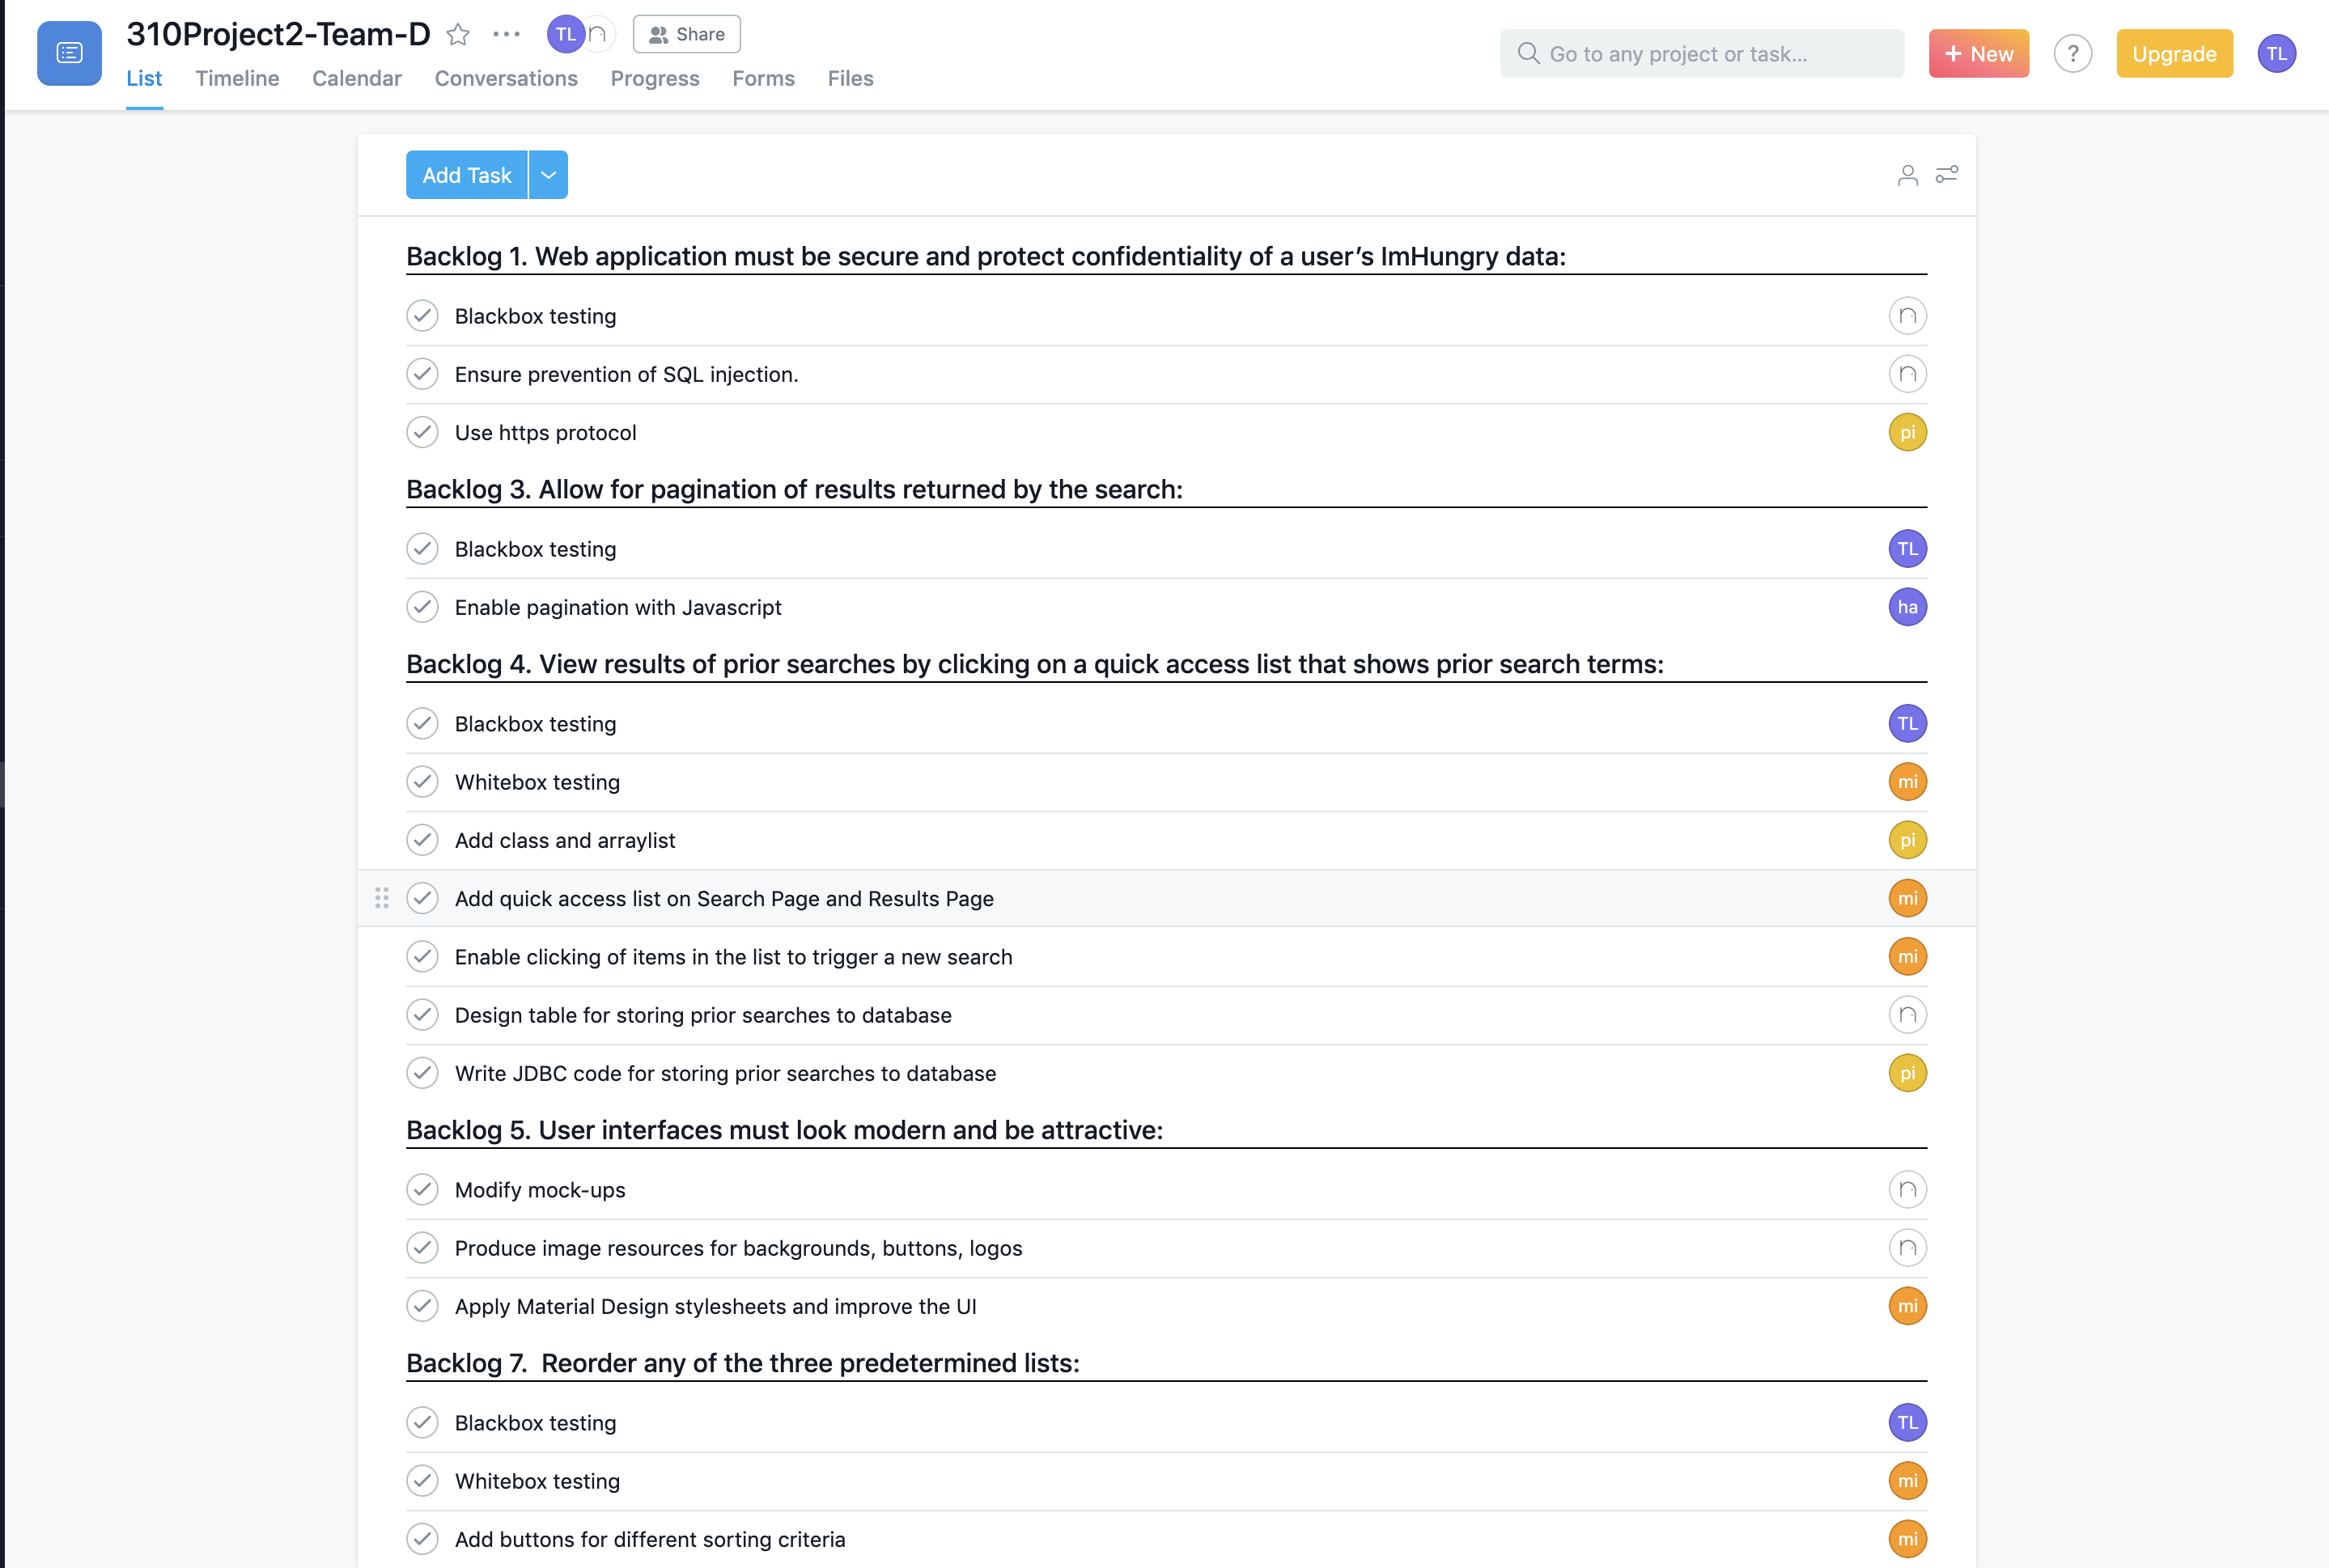 310Project2-Team-D
TL
Share
List Timeline Calendar Conversations Progress Forms Files
Go to any project or task...
+ New
?
Upgrade
TL
Add Task
Backlog 1. Web application must be secure and protect confidentiality of a user’s ImHungry data:
Blackbox testing
Ensure prevention of SQL injection.
Use https protocol pi
Backlog 3. Allow for pagination of results returned by the search:
Blackbox testing TL
Enable pagination with Javascript ha
Backlog 4. View results of prior searches by clicking on a quick access list that shows prior search terms:
Blackbox testing TL
Whitebox testing mi
Add class and arraylist pi
Add quick access list on Search Page and Results Page mi
Enable clicking of items in the list to trigger a new search mi
Design table for storing prior searches to database
Write JDBC code for storing prior searches to database pi
Backlog 5. User interfaces must look modern and be attractive:
Modify mock-ups
Produce image resources for backgrounds, buttons, logos
Apply Material Design stylesheets and improve the UI mi
Backlog 7.  Reorder any of the three predetermined lists:
Blackbox testing TL
Whitebox testing mi
Add buttons for different sorting criteria mi